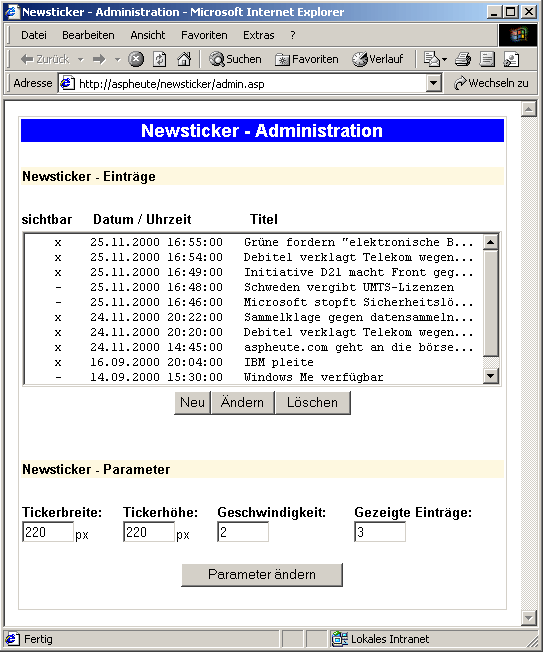 Newsticker - Administration - Microsoft Internet Explorer
Datei Bearbeiten Ansicht Favoriten Extras ?
Zurück Suchen Favoriten Verlauf
Adresse http://aspheute/newsticker/admin.asp Wechseln zu
Newsticker - Administration
Newsticker - Einträge
sichtbar Datum / Uhrzeit Titel
x 25.11.2000 16:55:00 Grüne fordern "elektronische B...
x 25.11.2000 16:54:00 Debitel verklagt Telekom wegen...
x 25.11.2000 16:49:00 Initiative D21 macht Front geg...
- 25.11.2000 16:48:00 Schweden vergibt UMTS-Lizenzen
- 25.11.2000 16:46:00 Microsoft stopft Sicherheitslö...
x 24.11.2000 20:22:00 Sammelklage gegen datensammeln...
x 24.11.2000 20:20:00 Debitel verklagt Telekom wegen...
x 24.11.2000 14:45:00 aspheute.com geht an die börse...
x 16.09.2000 20:04:00 IBM pleite
- 14.09.2000 15:30:00 Windows Me verfügbar
Neu Ändern Löschen
Newsticker - Parameter
Tickerbreite: Tickerhöhe: Geschwindigkeit: Gezeigte Einträge:
220 px 220 px 2 3
Parameter ändern
Fertig Lokales Intranet